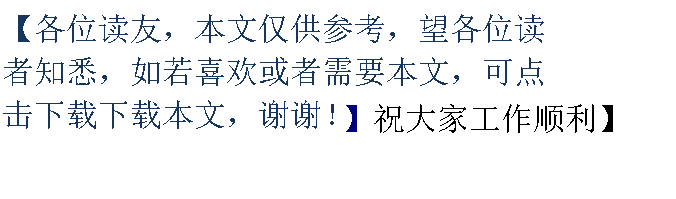 【各位读友，本文仅供参考，望各位读
者知悉，如若喜欢或者需要本文，可点
击下载下载本文，谢谢！】祝大家工作顺利】